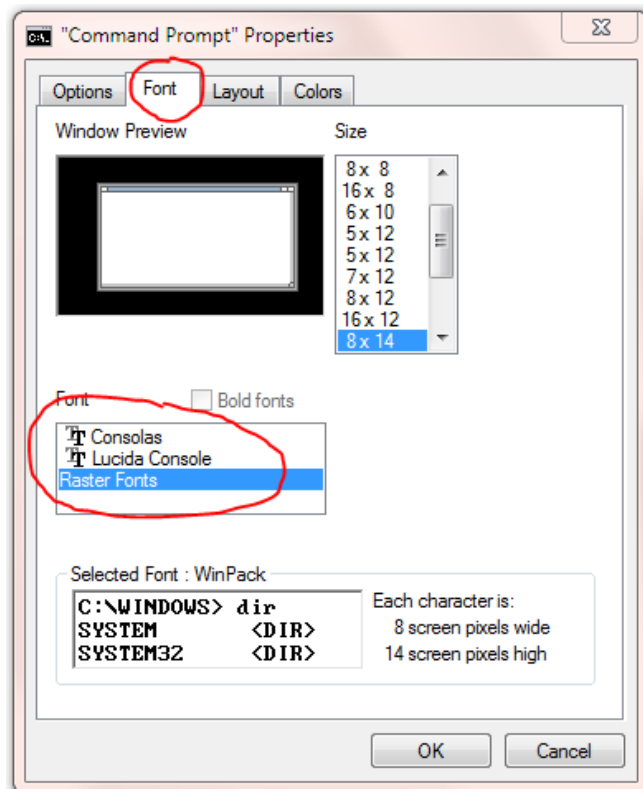 C:\. "Command Prompt" Properties
Options Font Layout Colors
Window Preview Size
8 x 8
16 x 8
6 x 10
5 x 12
5 x 12
7 x 12
8 x 12
16 x 12
8 x 14
Font Bold fonts
Consolas
Lucida Console
Raster Fonts
Selected Font : WinPack
C:\WINDOWS> dir
SYSTEM <DIR>
SYSTEM32 <DIR>
Each character is:
8 screen pixels wide
14 screen pixels high
OK Cancel